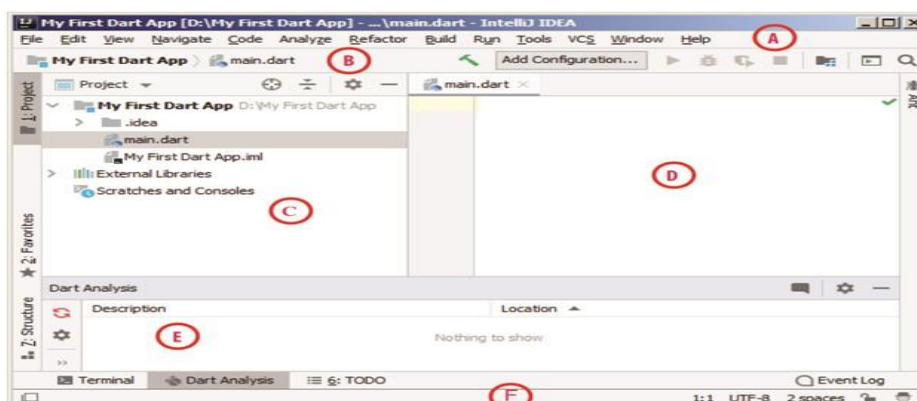 My First Dart App [D:\My First Dart App] - ...\main.dart - IntelliJ IDEA
File Edit View Navigate Code Analyze Refactor Build Run Tools VCS Window Help A
My First Dart App main.dart B Add Configuration...
1: Project
Project
main.dart
Ant
My First Dart App D:\My First Dart App
.idea
main.dart
My First Dart App.iml
External Libraries
Scratches and Consoles
C
D
2: Favorites
Z: Structure
Dart Analysis
Description Location
E
Nothing to show
>>
Terminal Dart Analysis 6: TODO Event Log
F
1:1 UTF-8 2 spaces